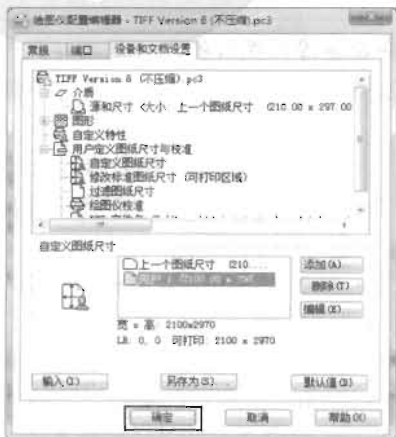 绘图仪配置编辑器 - TIFF Version 6 (不压缩).pc3
常规 端口 设备和文档设置
TIFF Version 6 (不压缩).pc3
介质
源和尺寸 <大小: 上一个图纸尺寸 (210.00 x 297.00
图形
自定义特性
用户定义图纸尺寸与校准
自定义图纸尺寸
修改标准图纸尺寸 (可打印区域)
过滤图纸尺寸
绘图仪校准
自定义图纸尺寸
上一个图纸尺寸 (210....
添加(A)...
删除(T)
编辑(E)...
宽 x 高: 2100x2970
LR: 0, 0 可打印: 2100 x 2970
输入(I)... 另存为(S)... 默认值(D)
确定 取消 帮助(H)